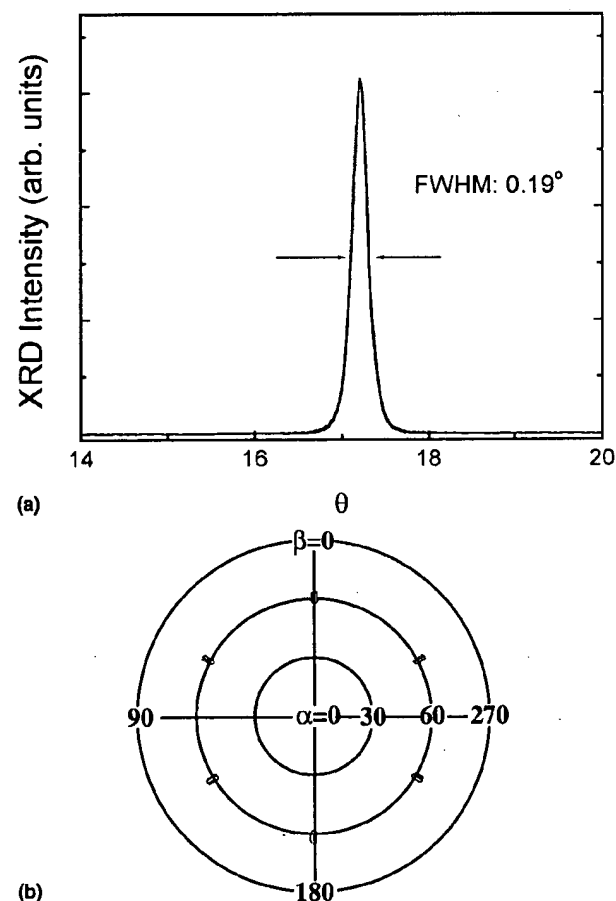 XRD Intensity (arb. units)
FWHM: 0.19°
14 16 18 20
(a) θ
β=0
90 α=0 30 60 270
180
(b)